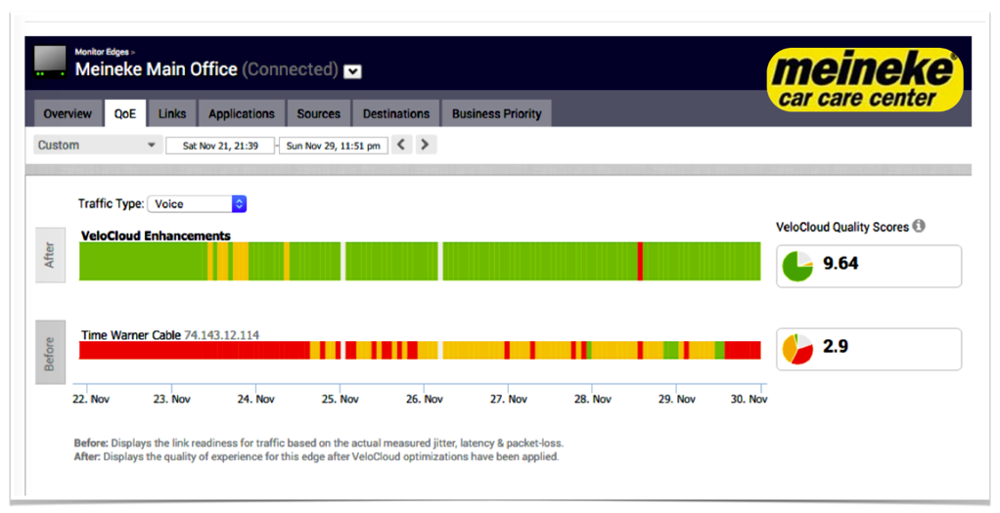 Monitor Edges >
Meineke Main Office (Connected)
meineke®
car care center
Overview QoE Links Applications Sources Destinations Business Priority
Custom Sat Nov 21, 21:39 - Sun Nov 29, 11:51 pm < >
Traffic Type: Voice
VeloCloud Quality Scores i
After
VeloCloud Enhancements
9.64
Before
Time Warner Cable 74.143.12.114
2.9
22. Nov 23. Nov 24. Nov 25. Nov 26. Nov 27. Nov 28. Nov 29. Nov 30. Nov
Before: Displays the link readiness for traffic based on the actual measured jitter, latency & packet-loss.
After: Displays the quality of experience for this edge after VeloCloud optimizations have been applied.